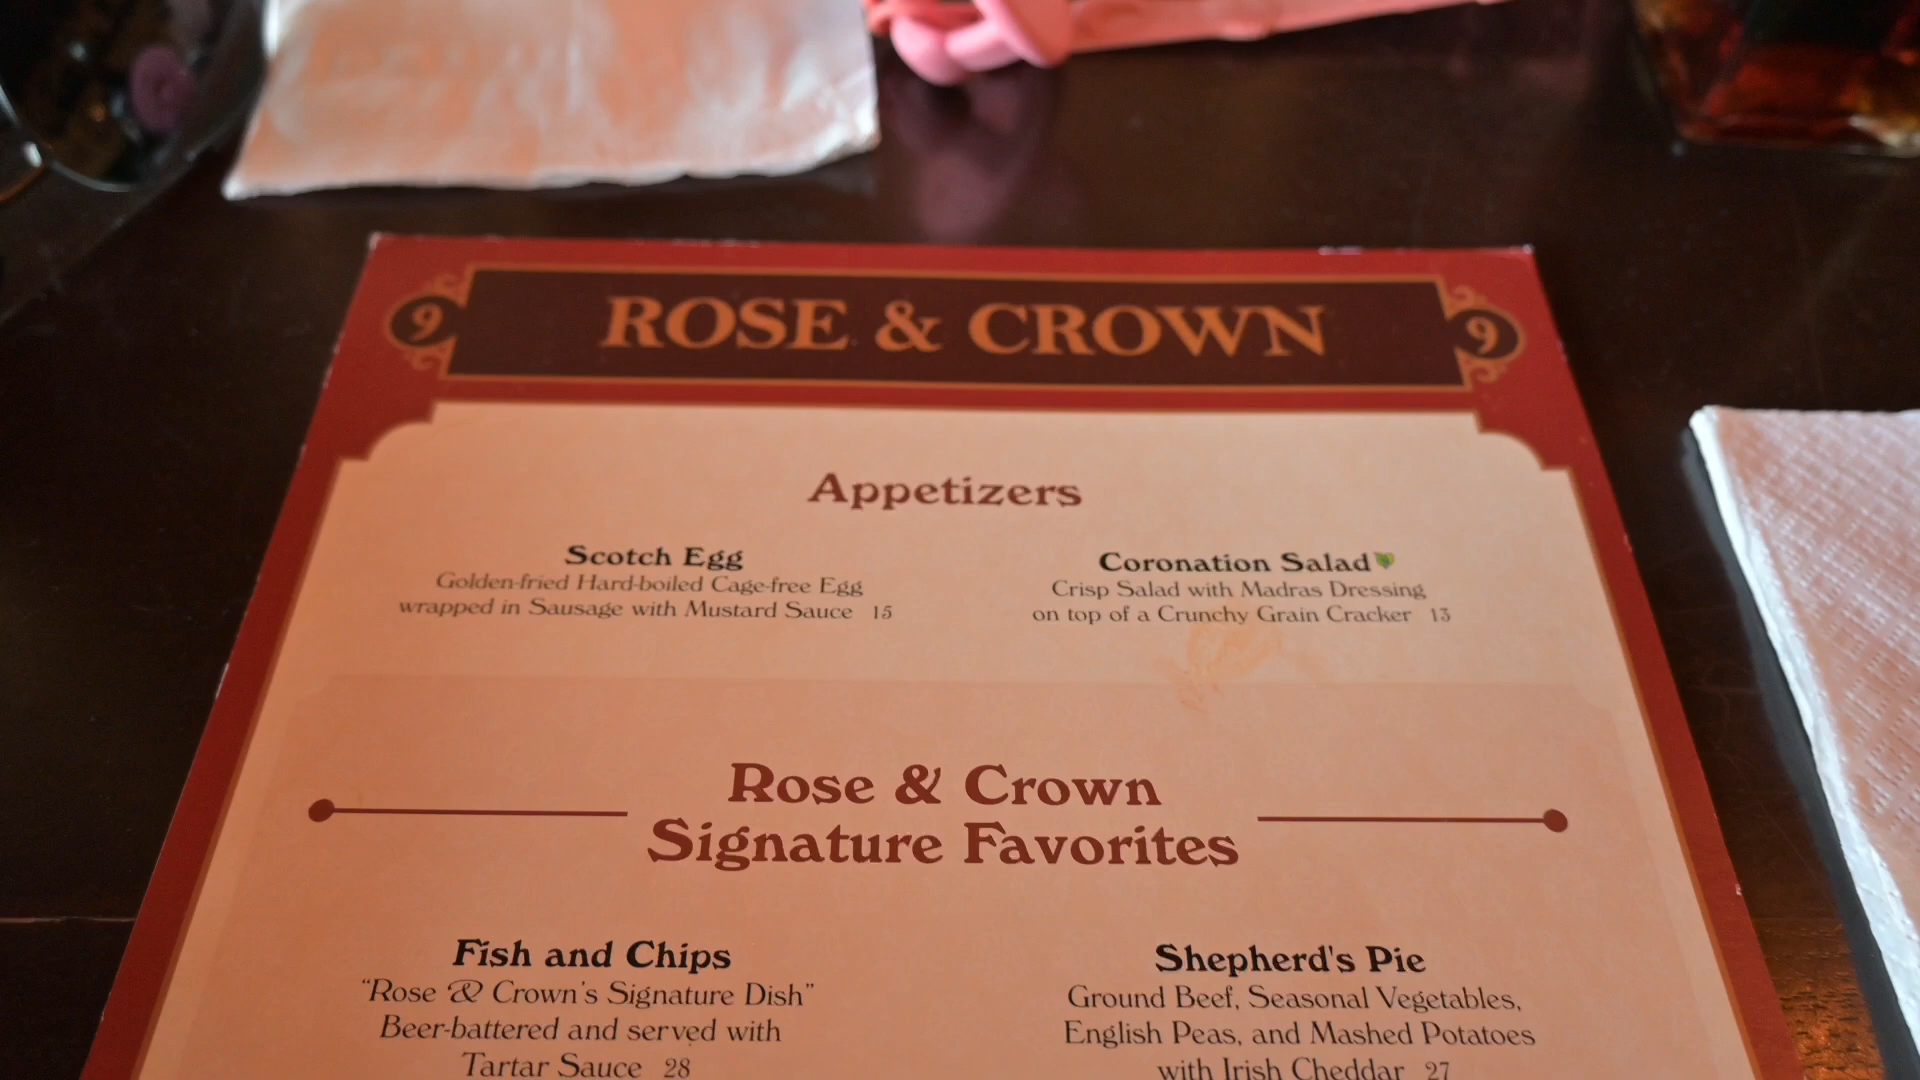 9 ROSE & CROWN 9
Appetizers
Scotch Egg
Golden-fried Hard-boiled Cage-free Egg
wrapped in Sausage with Mustard Sauce 15
Coronation Salad
Crisp Salad with Madras Dressing
on top of a Crunchy Grain Cracker 13
Rose & Crown
Signature Favorites
Fish and Chips
“Rose & Crown's Signature Dish”
Beer-battered and served with
Tartar Sauce 28
Shepherd's Pie
Ground Beef, Seasonal Vegetables,
English Peas, and Mashed Potatoes
with Irish Cheddar 27